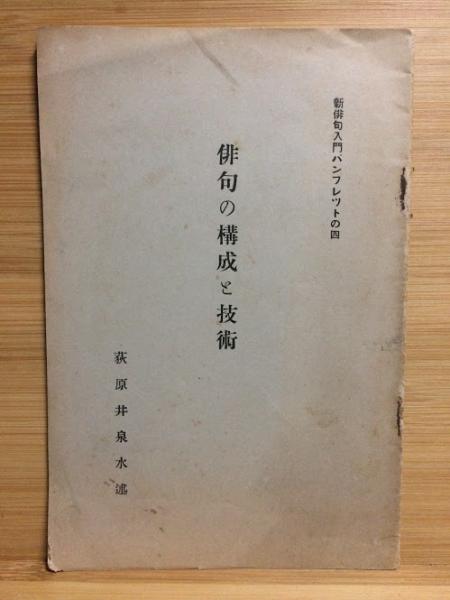 新俳句入門パンフレツトの四
俳句の構成と技術
荻原井泉水述